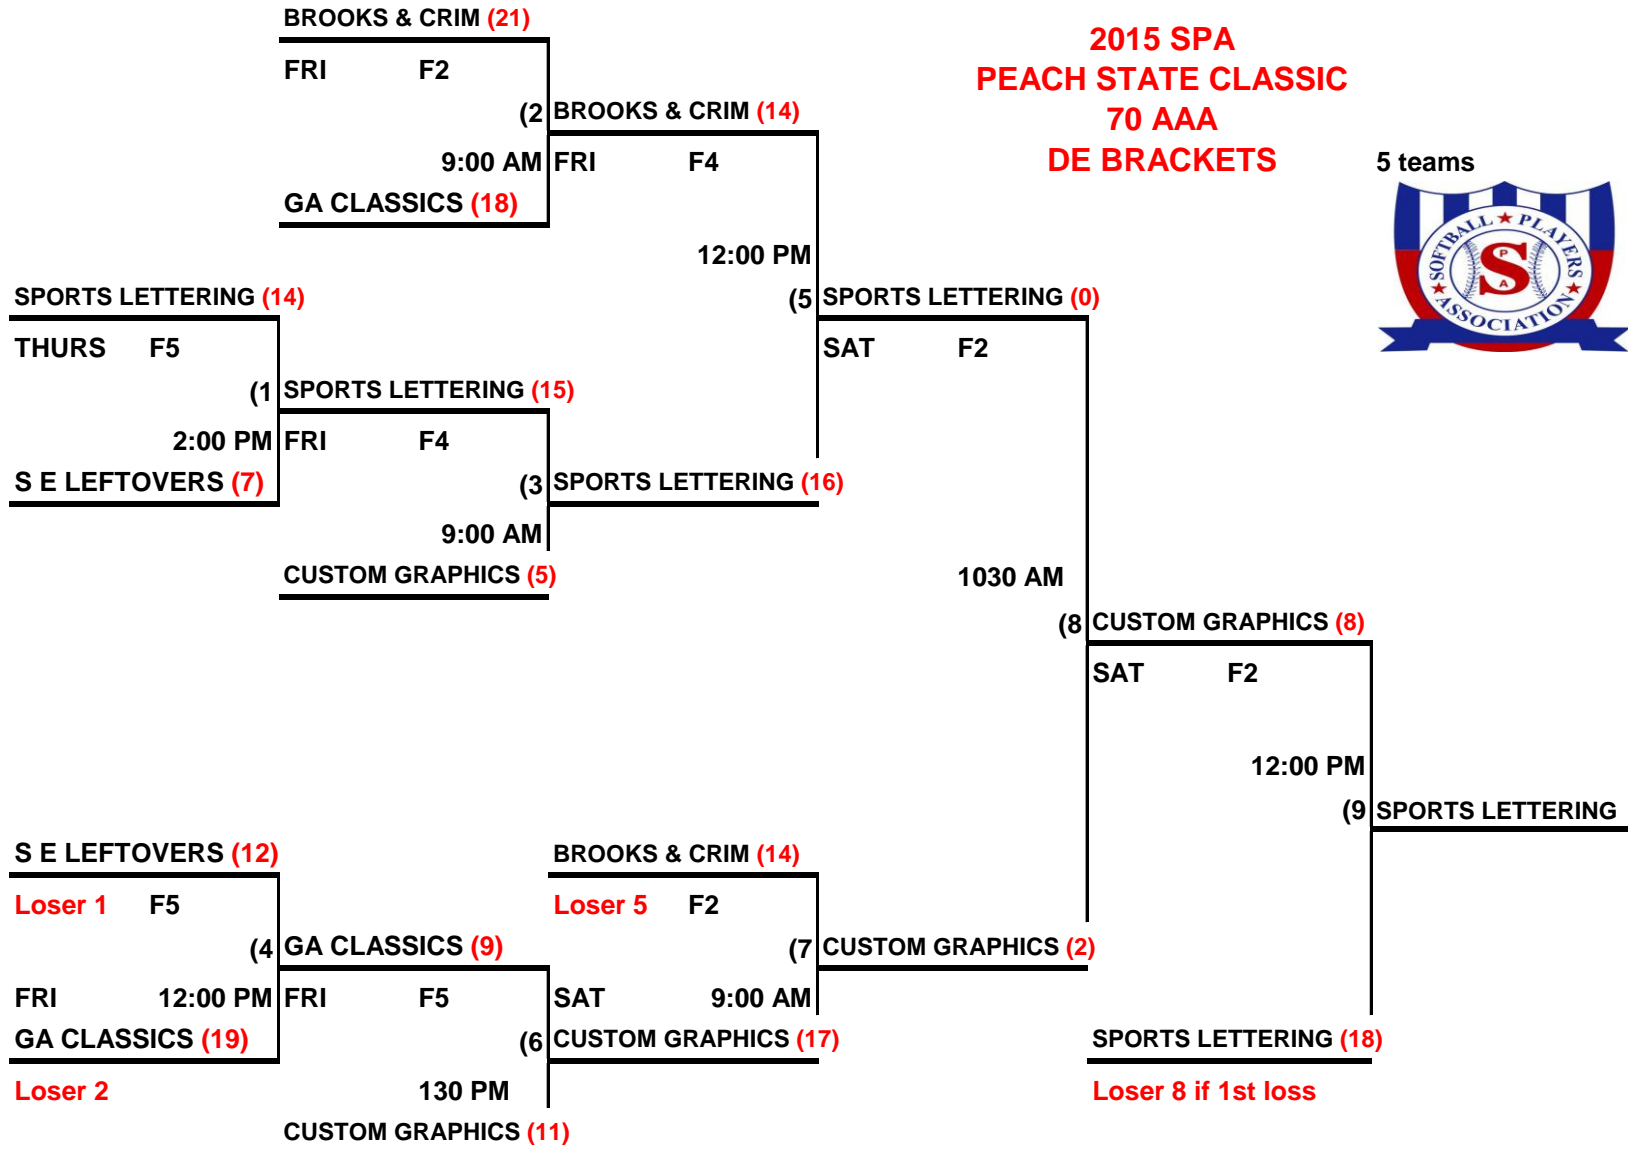 BROOKS & CRIM (21)
2015 SPA
PEACH STATE CLASSIC
70 AAA
DE BRACKETS
5 teams
FRI F2
(2 BROOKS & CRIM (14)
9:00 AM FRI F4
GA CLASSICS (18)
SOFTBALL ★ PLAYERS
★ ASSOCIATION ★
S
P
A
12:00 PM
SPORTS LETTERING (14)
(5 SPORTS LETTERING (0)
THURS F5
SAT F2
(1 SPORTS LETTERING (15)
2:00 PM FRI F4
S E LEFTOVERS (7)
(3 SPORTS LETTERING (16)
9:00 AM
CUSTOM GRAPHICS (5)
1030 AM
(8 CUSTOM GRAPHICS (8)
SAT F2
12:00 PM
(9 SPORTS LETTERING
S E LEFTOVERS (12)
BROOKS & CRIM (14)
Loser 1 F5
Loser 5 F2
(4 GA CLASSICS (9)
(7 CUSTOM GRAPHICS (2)
FRI 12:00 PM FRI F5
SAT 9:00 AM
GA CLASSICS (19)
(6 CUSTOM GRAPHICS (17)
SPORTS LETTERING (18)
Loser 2
130 PM
Loser 8 if 1st loss
CUSTOM GRAPHICS (11)